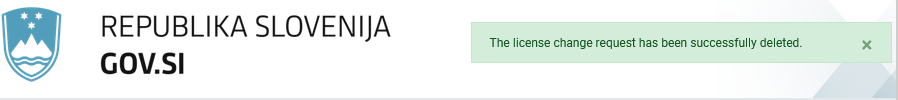 REPUBLIKA SLOVENIJA
GOV.SI
The license change request has been successfully deleted. ×